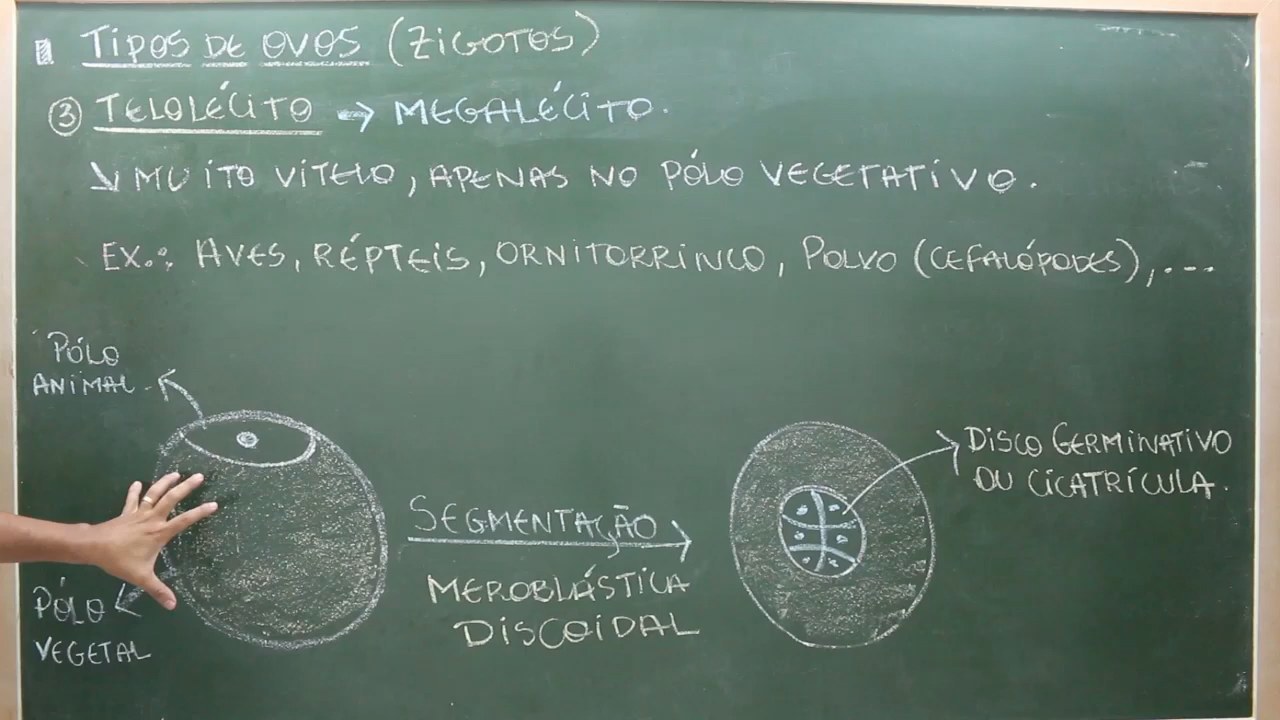 TIPOS DE OVOS (ZIGOTOS)
③ TELOLÉCITO → MEGALÉCITO.
↘ MUITO VITELO, APENAS NO PÓLO VEGETATIVO.
EX.: AVES, RÉPTEIS, ORNITORRINCO, POLVO (CEFALÓPODES), ...
PÓLO
ANIMAL
DISCO GERMINATIVO
OU CICATRÍCULA.
SEGMENTAÇÃO
MEROBLÁSTICA
DISCOIDAL
PÓLO
VEGETAL